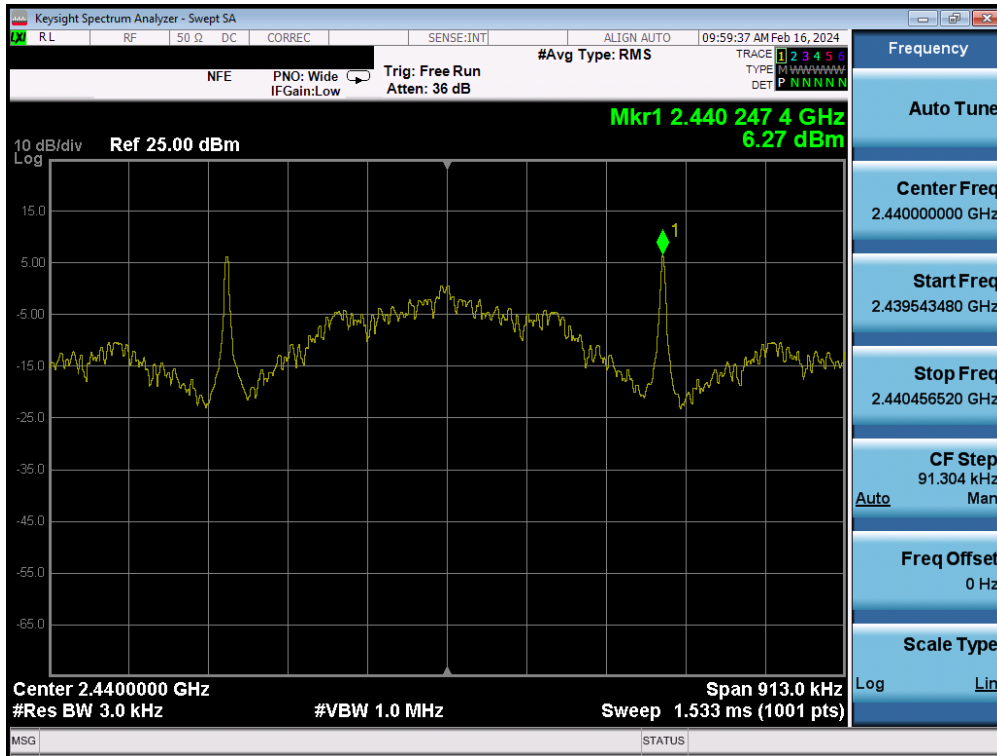 Keysight Spectrum Analyzer - Swept SA
LXI RL RF 50 Ω DC CORREC SENSE:INT ALIGN AUTO 09:59:37 AM Feb 16, 2024
NFE PNO: Wide Trig: Free Run #Avg Type: RMS TRACE 1 2 3 4 5 6
IFGain:Low Atten: 36 dB TYPE M WWWWW
DET P N N N N N
Mkr1 2.440 247 4 GHz
10 dB/div Ref 25.00 dBm 6.27 dBm
Log
1
15.0
5.00
-5.00
-15.0
-25.0
-35.0
-45.0
-55.0
-65.0
Center 2.4400000 GHz Span 913.0 kHz
#Res BW 3.0 kHz #VBW 1.0 MHz Sweep 1.533 ms (1001 pts)
MSG STATUS
Frequency
Auto Tune
Center Freq
2.440000000 GHz
Start Freq
2.439543480 GHz
Stop Freq
2.440456520 GHz
CF Step
91.304 kHz
Auto Man
Freq Offset
0 Hz
Scale Type
Log Lin